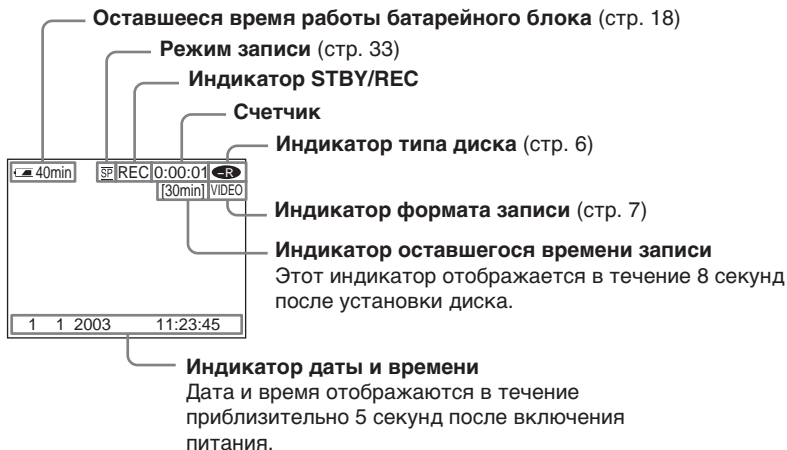 Оставшееся время работы батарейного блока (стр. 18)
Режим записи (стр. 33)
Индикатор STBY/REC
Счетчик
Индикатор типа диска (стр. 6)
40min SP REC 0:00:01 -R
[30min] VIDEO
Индикатор формата записи (стр. 7)
Индикатор оставшегося времени записи
Этот индикатор отображается в течение 8 секунд
после установки диска.
1 1 2003 11:23:45
Индикатор даты и времени
Дата и время отображаются в течение
приблизительно 5 секунд после включения
питания.